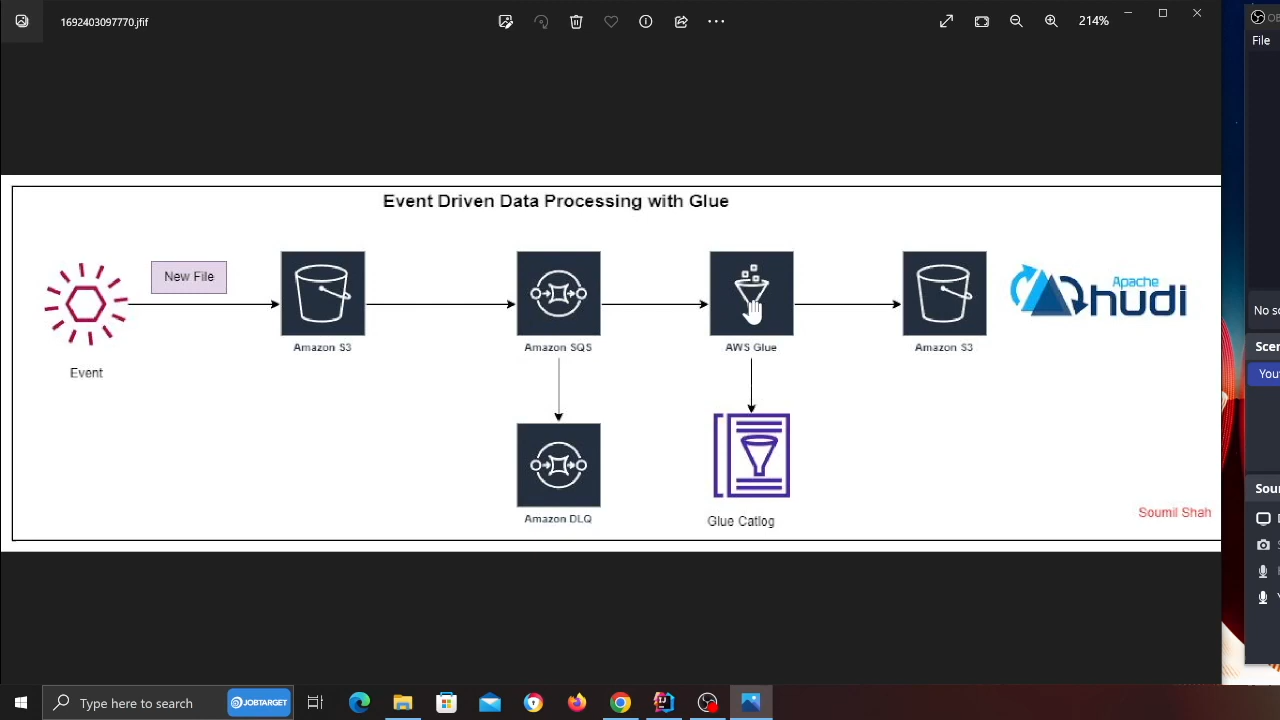 1692403097770.jfif
214%
File
Event Driven Data Processing with Glue
New File
Event
Amazon S3
Amazon SQS
AWS Glue
Amazon S3
Apache
hudi
Amazon DLQ
Glue Catlog
Soumil Shah
No
Type here to search
JOBTARGET